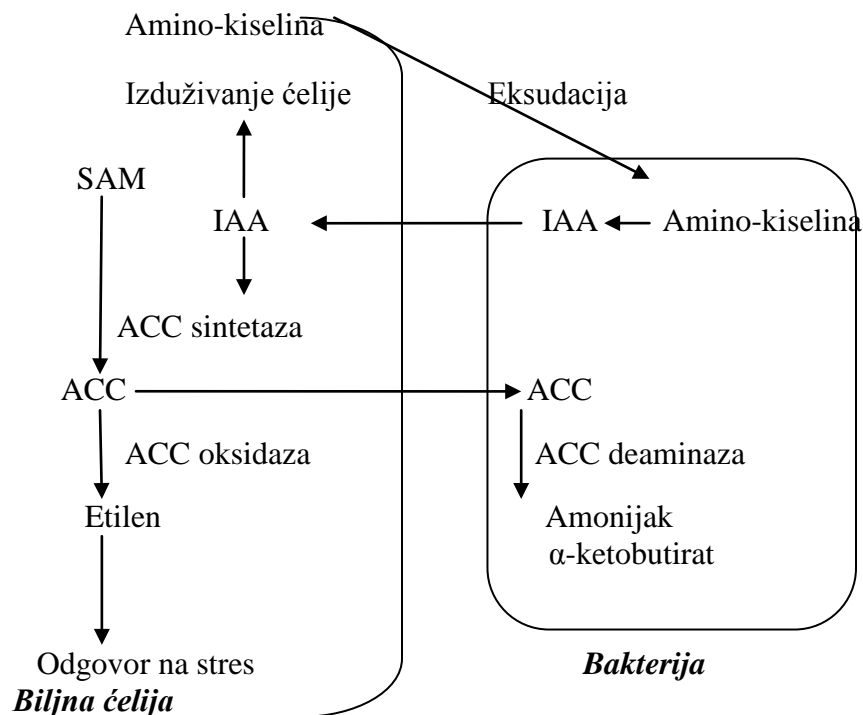 Amino-kiselina
Izduživanje ćelije
Eksudacija
SAM
IAA
IAA
Amino-kiselina
ACC sintetaza
ACC
ACC
ACC oksidaza
ACC deaminaza
Etilen
Amonijak
α-ketobutirat
Odgovor na stres
Bakterija
Biljna ćelija